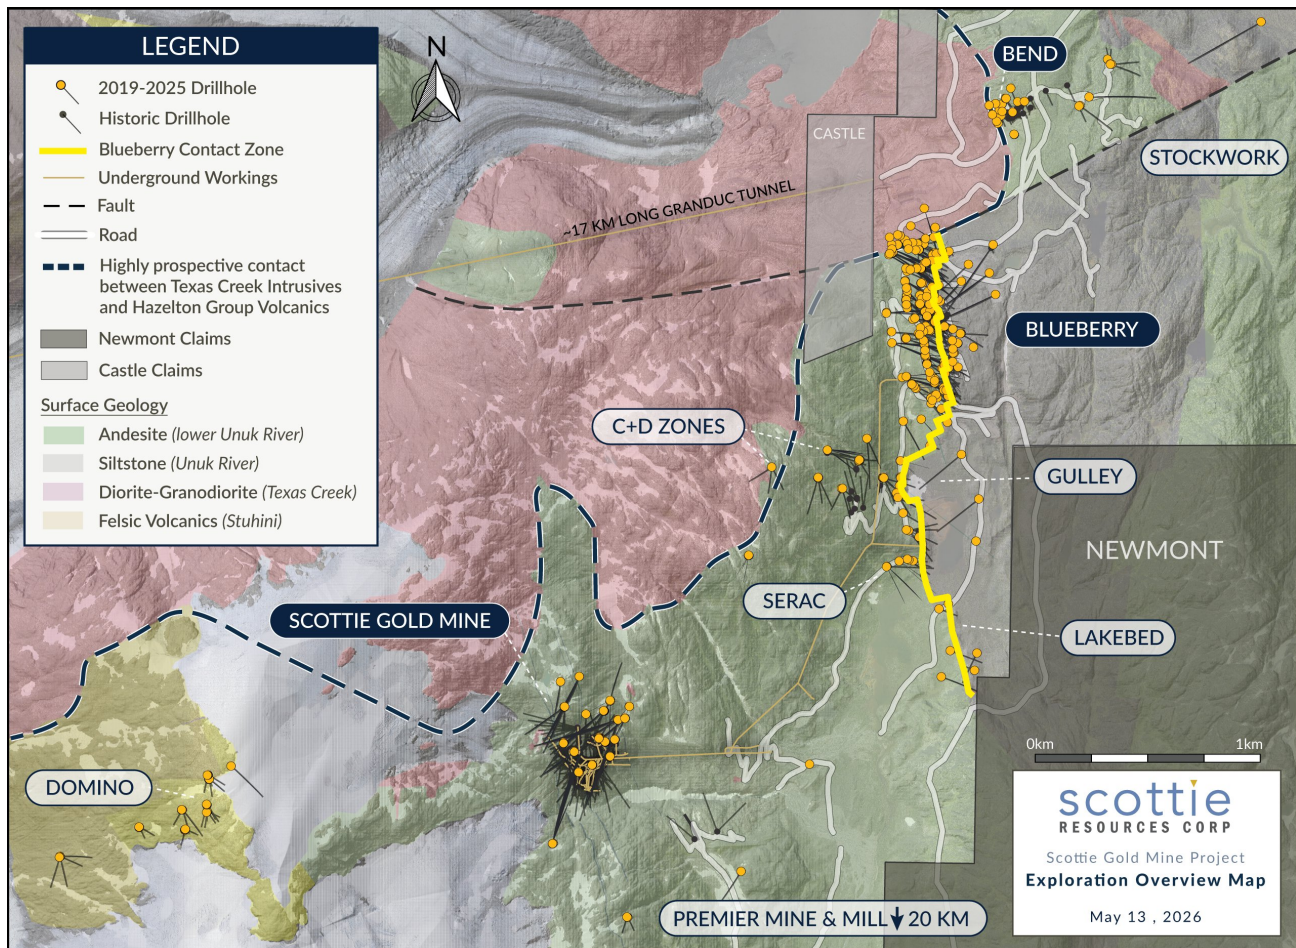 LEGEND
2019-2025 Drillhole
Historic Drillhole
Blueberry Contact Zone
Underground Workings
Fault
Road
Highly prospective contact
between Texas Creek Intrusives
and Hazelton Group Volcanics
Newmont Claims
Castle Claims
Surface Geology
Andesite (lower Unuk River)
Siltstone (Unuk River)
Diorite-Granodiorite (Texas Creek)
Felsic Volcanics (Stuhini)
N
BEND
CASTLE
STOCKWORK
~17 KM LONG GRANDUC TUNNEL
BLUEBERRY
C+D ZONES
GULLEY
NEWMONT
SERAC
SCOTTIE GOLD MINE
LAKEBED
DOMINO
0km 1km
scottie
RESOURCES CORP
Scottie Gold Mine Project
Exploration Overview Map
May 13 , 2026
PREMIER MINE & MILL 20 KM